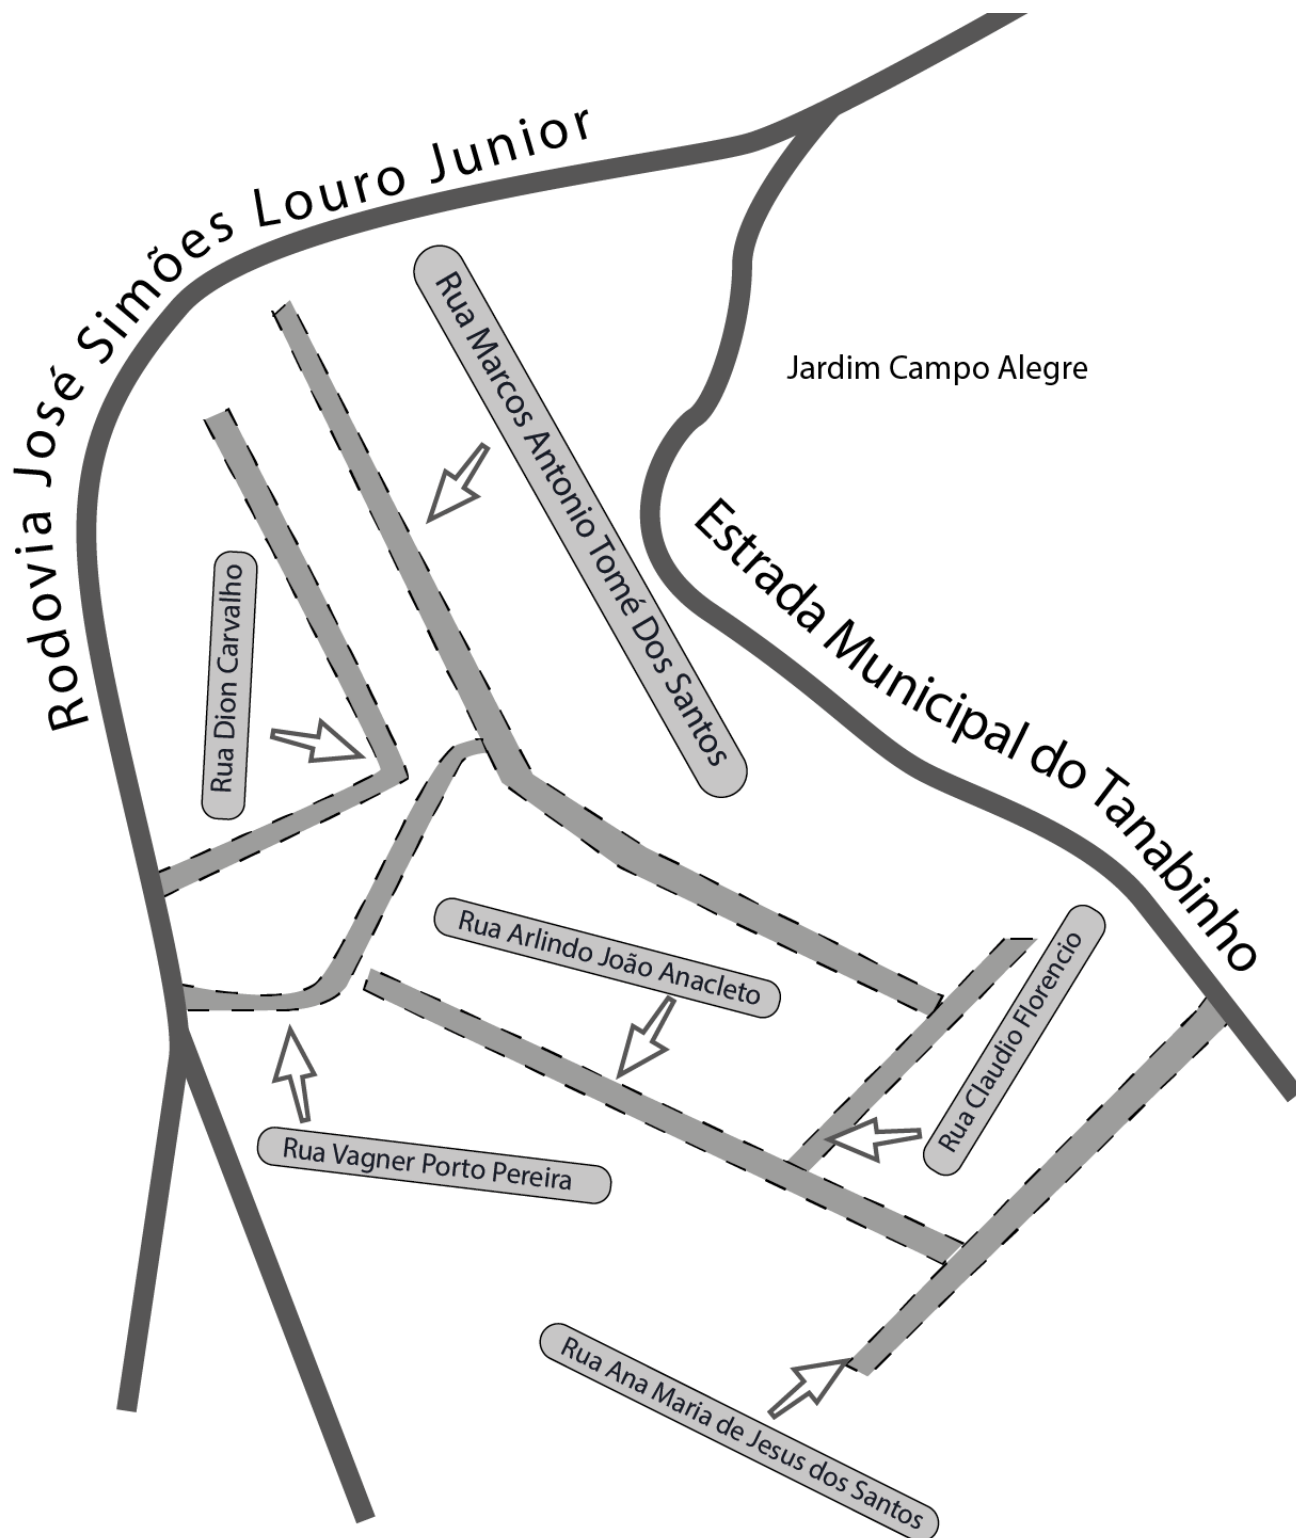 Rodovia José Simões Louro Junior
Rua Marcos Antonio Tomé Dos Santos
Jardim Campo Alegre
Estrada Municipal do Tanabinho
Rua Dion Carvalho
Rua Arlindo João Anacleto
Rua Claudio Florencio
Rua Vagner Porto Pereira
Rua Ana Maria de Jesus dos Santos